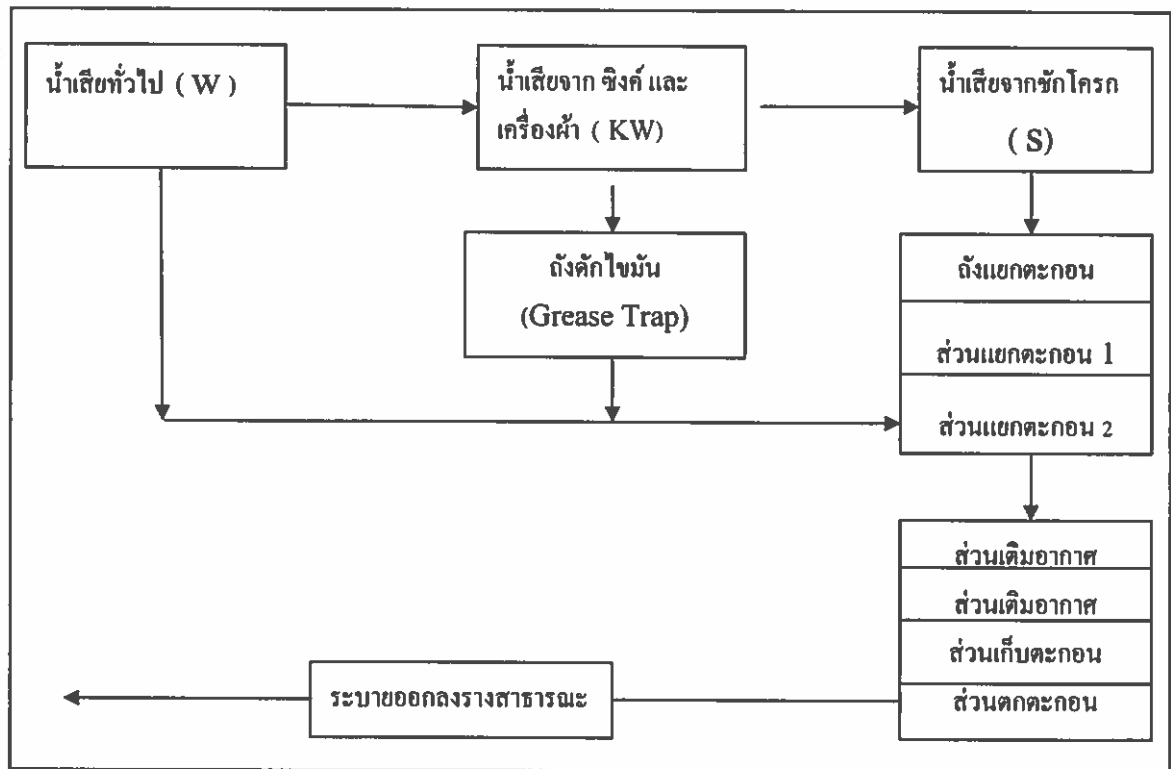 น้ำเสียทั่วไป ( W )
น้ำเสียจาก ซิงค์ และ
เครื่องผ้า ( KW)
น้ำเสียจากชักโครก
( S)
ถังดักไขมัน
(Grease Trap)
ถังแยกตะกอน
ส่วนแยกตะกอน 1
ส่วนแยกตะกอน 2
ส่วนเติมอากาศ
ส่วนเติมอากาศ
ส่วนเก็บตะกอน
ส่วนตกตะกอน
ระบายออกลงรางสาธารณะ